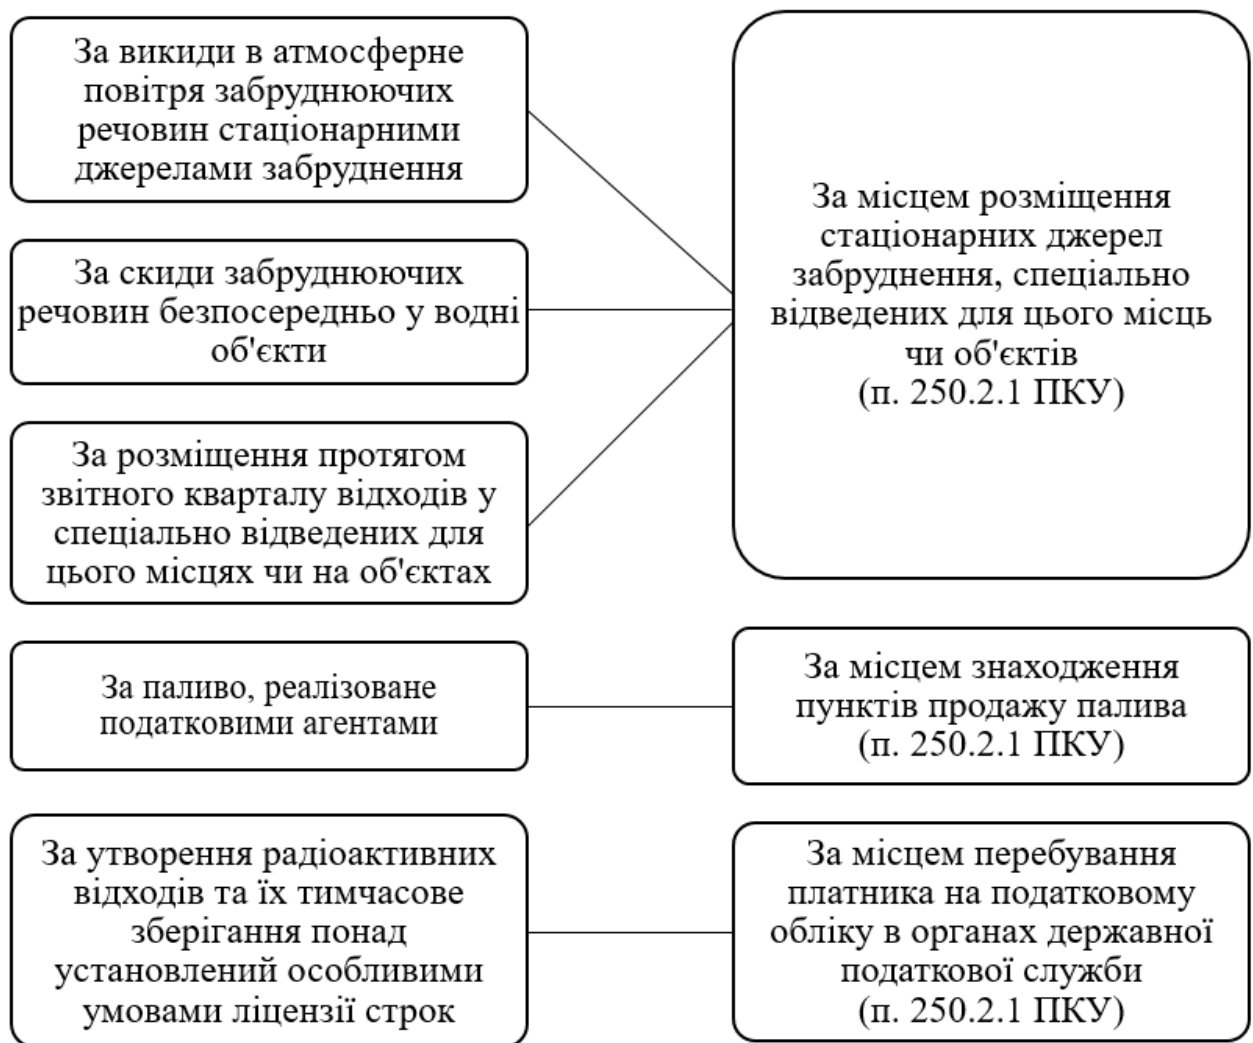 За викиди в атмосферне
повітря забруднюючих
речовин стаціонарними
джерелами забруднення
За скиди забруднюючих
речовин безпосередньо у водні
об'єкти
За розміщення протягом
звітного кварталу відходів у
спеціально відведених для
цього місцях чи на об'єктах
За місцем розміщення
стаціонарних джерел
забруднення, спеціально
відведених для цього місць
чи об'єктів
(п. 250.2.1 ПКУ)
За паливо, реалізоване
податковими агентами
За місцем знаходження
пунктів продажу палива
(п. 250.2.1 ПКУ)
За утворення радіоактивних
відходів та їх тимчасове
зберігання понад
установлений особливими
умовами ліцензії строк
За місцем перебування
платника на податковому
обліку в органах державної
податкової служби
(п. 250.2.1 ПКУ)